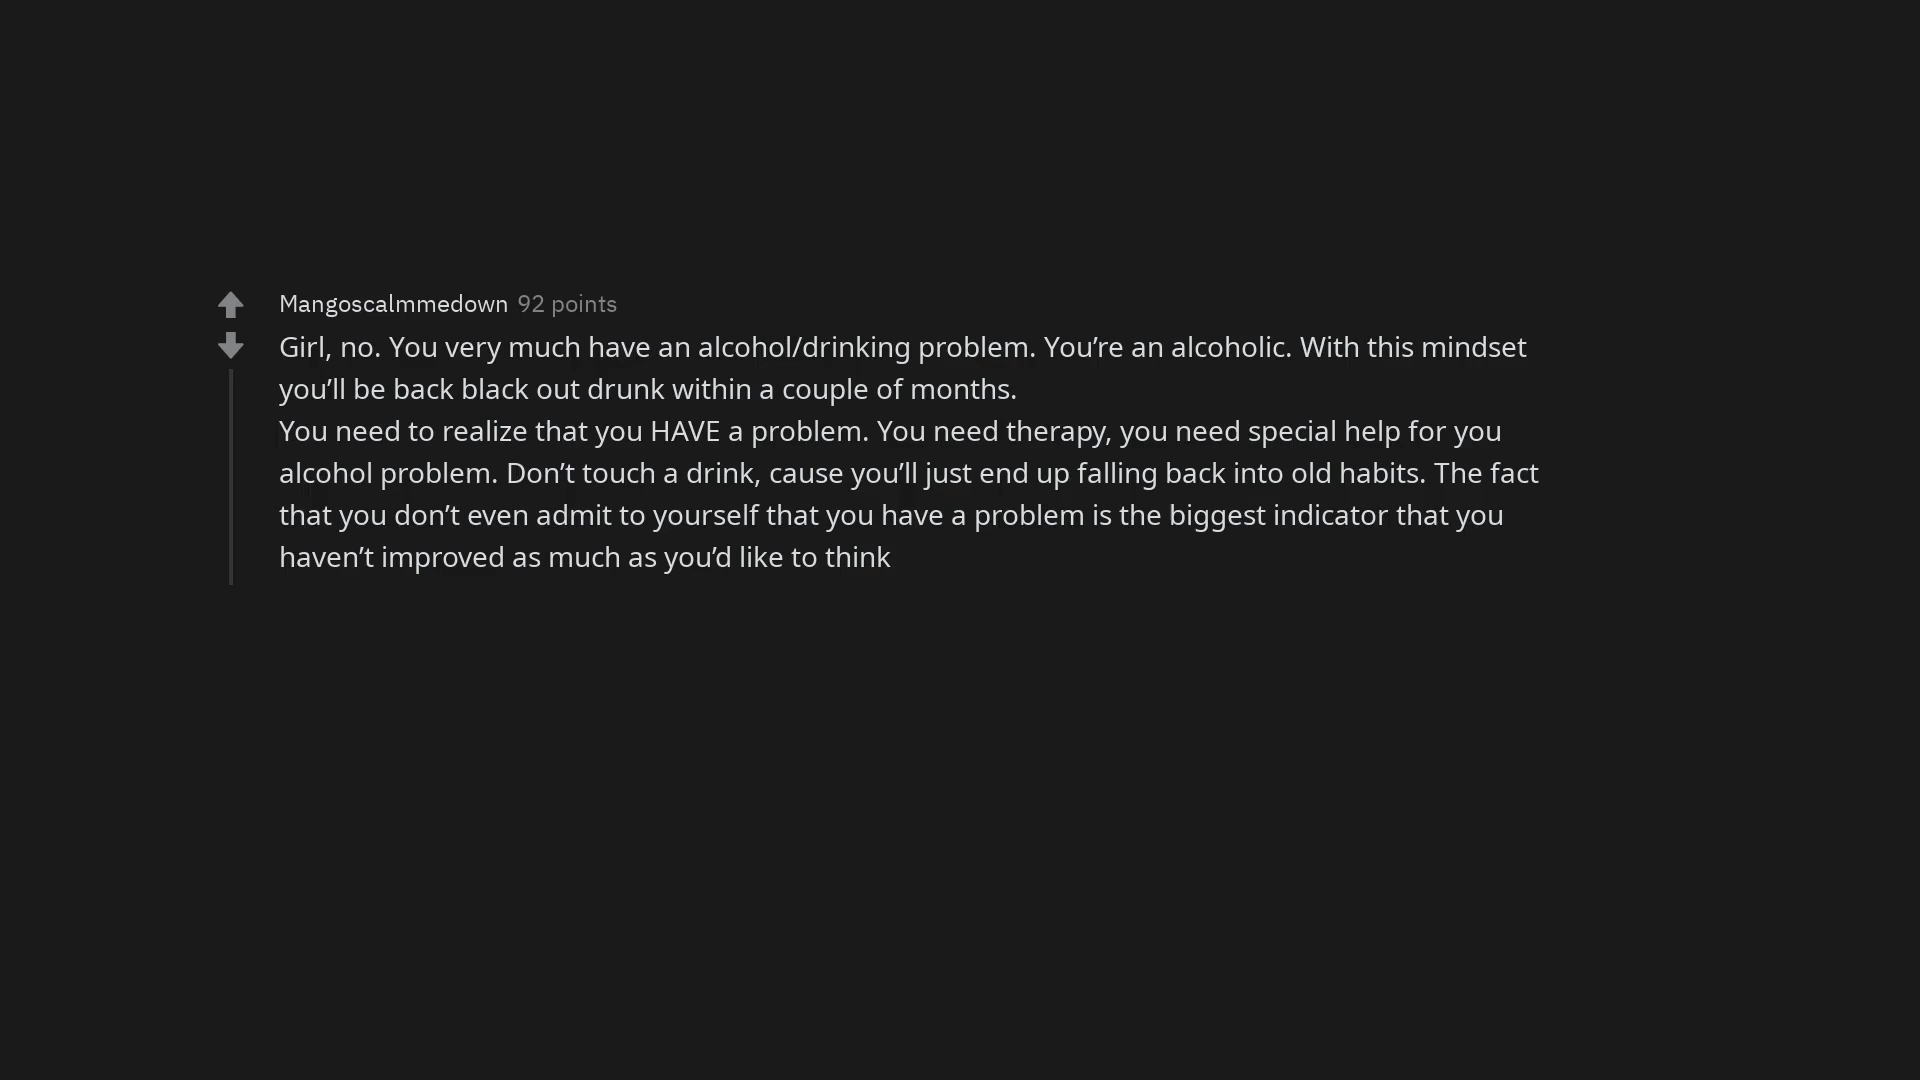 Mangoscalmmedown 92 points
Girl, no. You very much have an alcohol/drinking problem. You’re an alcoholic. With this mindset
you’ll be back black out drunk within a couple of months.
You need to realize that you HAVE a problem. You need therapy, you need special help for you
alcohol problem. Don’t touch a drink, cause you’ll just end up falling back into old habits. The fact
that you don’t even admit to yourself that you have a problem is the biggest indicator that you
haven’t improved as much as you’d like to think